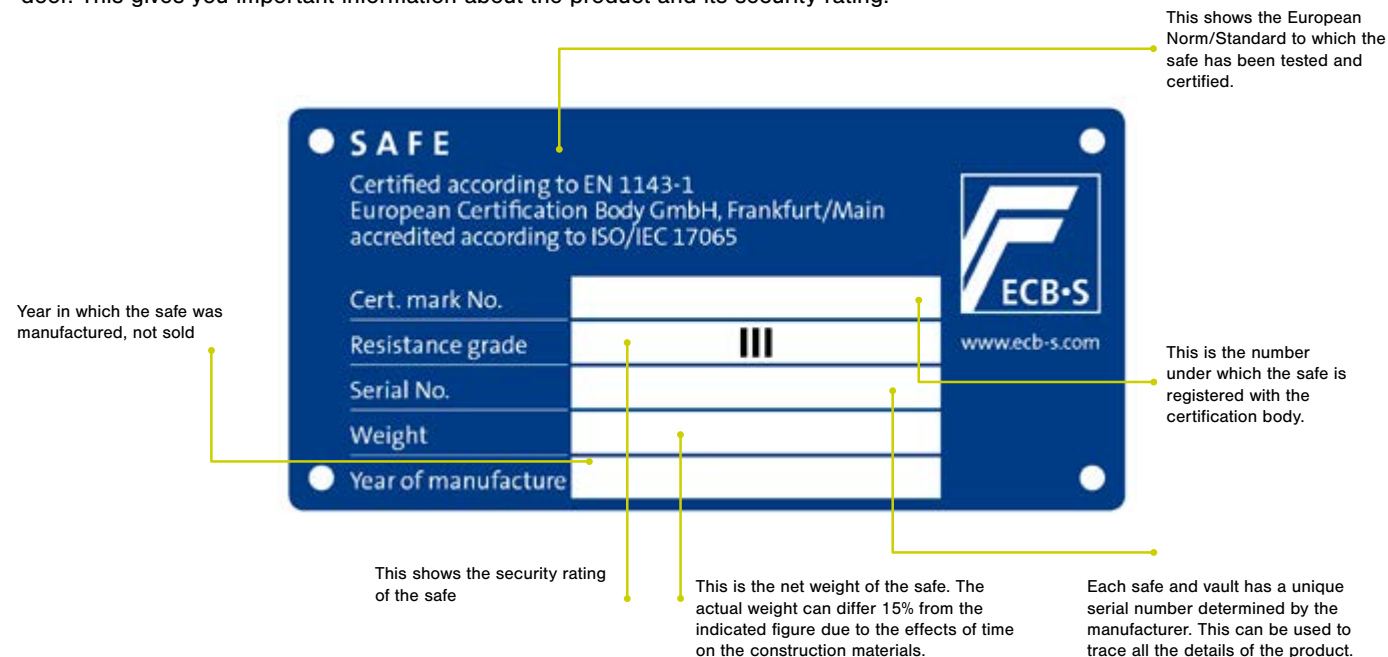 door. This gives you important information about the product and its security rating.
This shows the European
Norm/Standard to which the
safe has been tested and
certified.
SAFE
Certified according to EN 1143-1
European Certification Body GmbH, Frankfurt/Main
accredited according to ISO/IEC 17065
ECB•S
www.ecb-s.com
Cert. mark No.
Resistance grade III
Serial No.
Weight
Year of manufacture
Year in which the safe was
manufactured, not sold
This is the number
under which the safe is
registered with the
certification body.
This shows the security rating
of the safe
This is the net weight of the safe. The
actual weight can differ 15% from the
indicated figure due to the effects of time
on the construction materials.
Each safe and vault has a unique
serial number determined by the
manufacturer. This can be used to
trace all the details of the product.